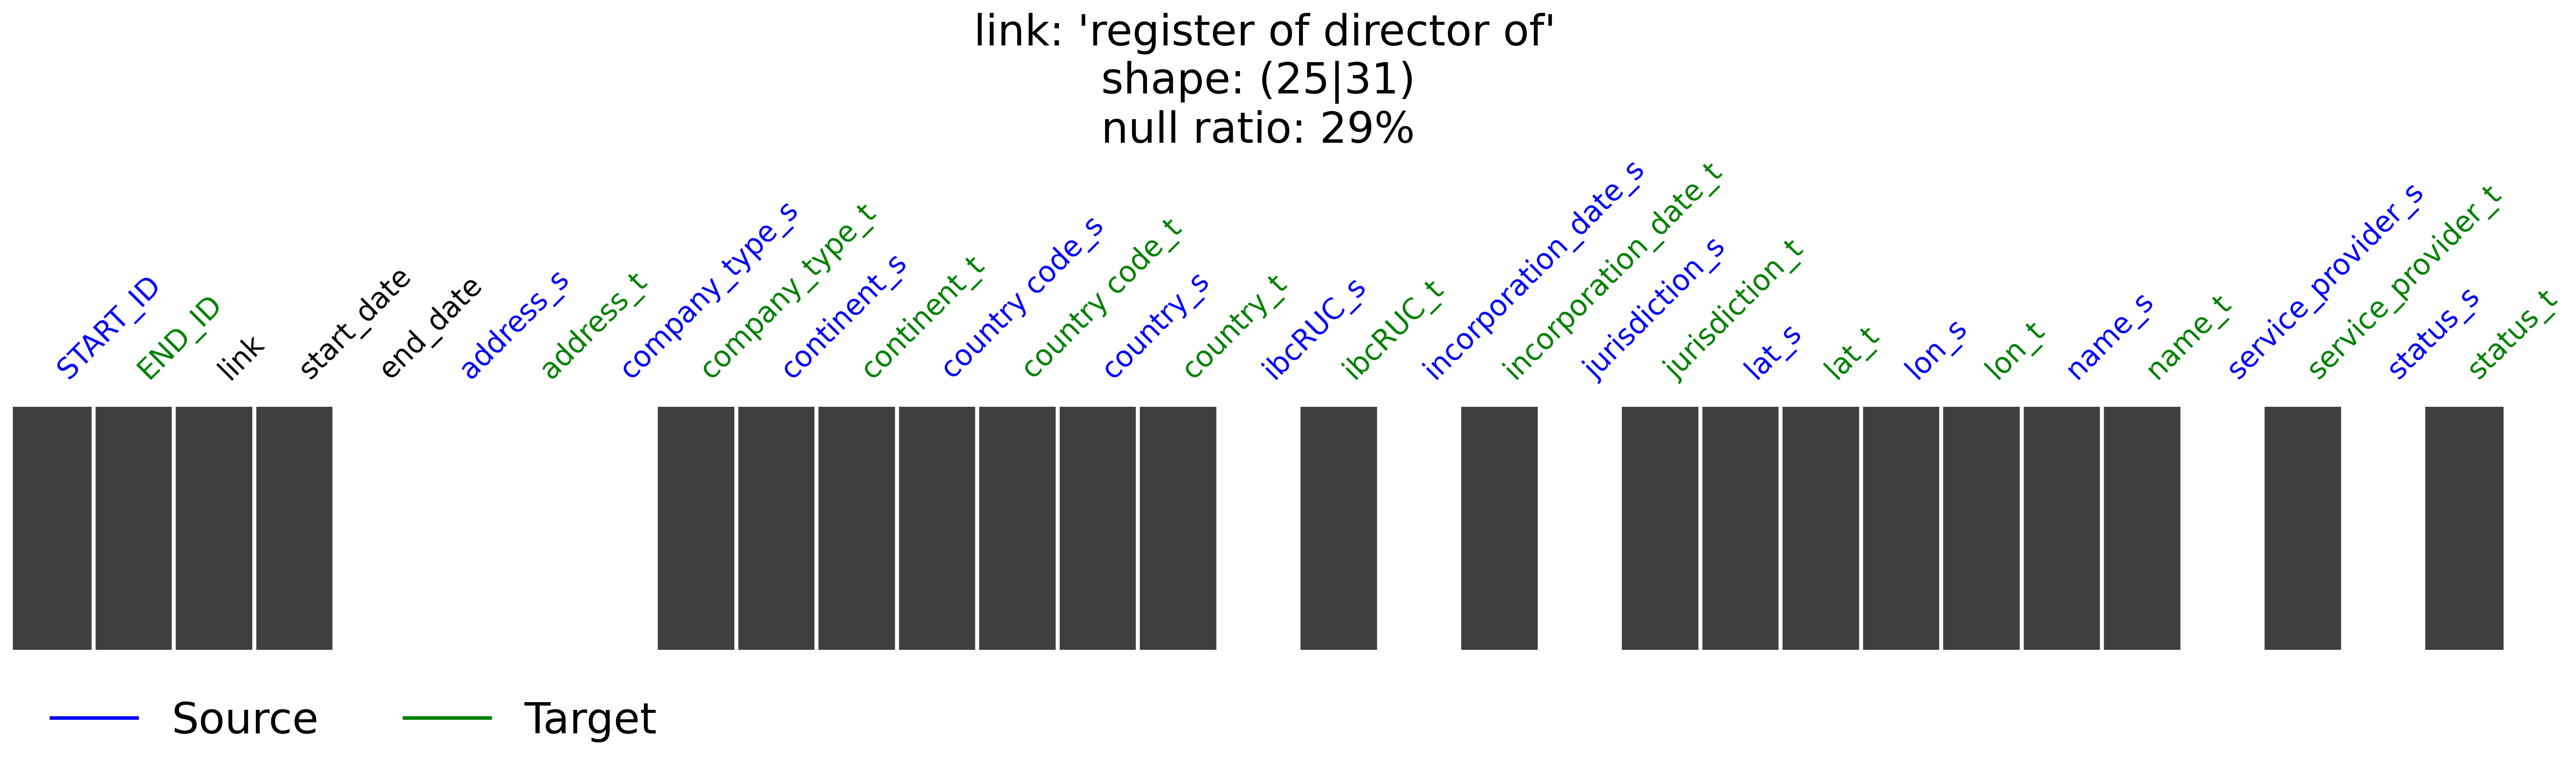 link: 'register of director of'
shape: (25|31)
null ratio: 29%
START_ID
END_ID
link
start_date
end_date
address_s
address_t
company_type_s
company_type_t
continent_s
continent_t
country code_s
country code_t
country_s
country_t
ibcRUC_s
ibcRUC_t
incorporation_date_s
incorporation_date_t
jurisdiction_s
jurisdiction_t
lat_s
lat_t
lon_s
lon_t
name_s
name_t
service_provider_s
service_provider_t
status_s
status_t
Source
Target